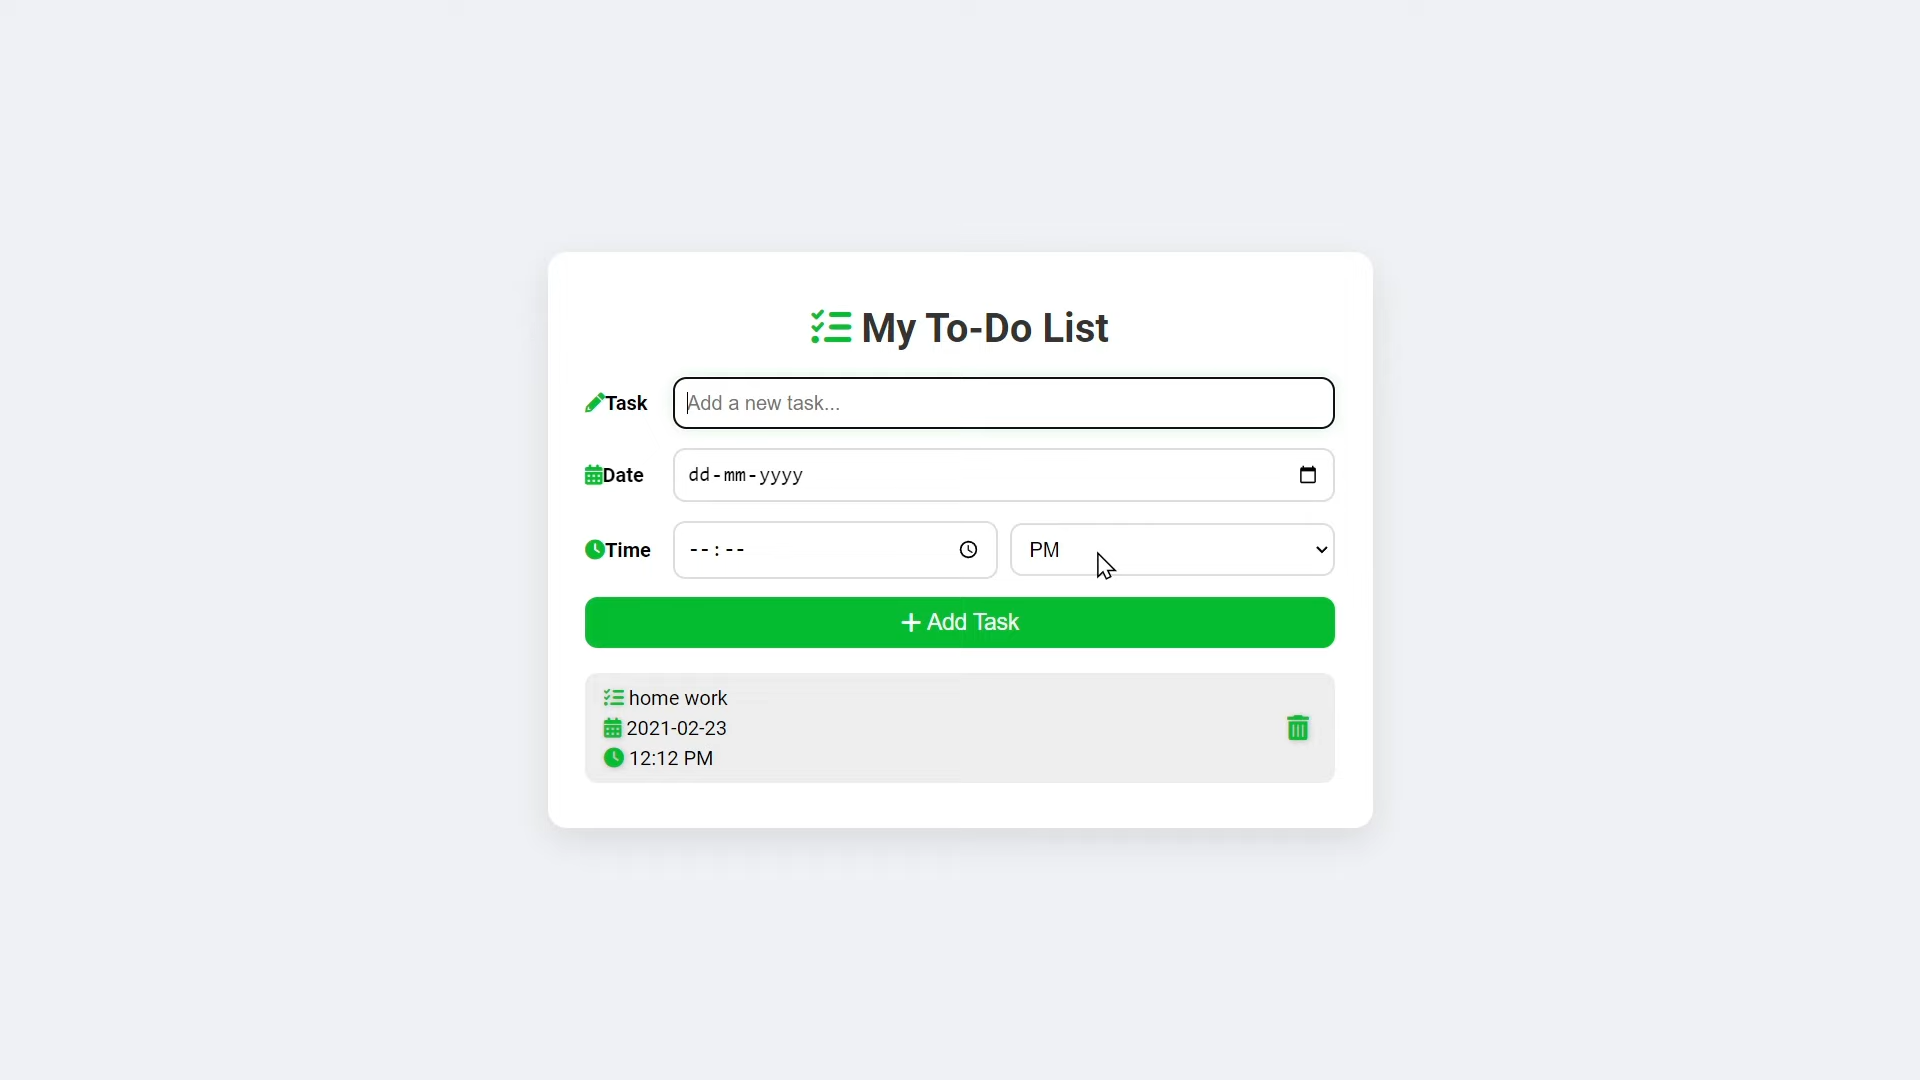 My To-Do List
Task Add a new task...
Date dd-mm-yyyy
Time --:-- PM
Add Task
home work
2021-02-23
12:12 PM